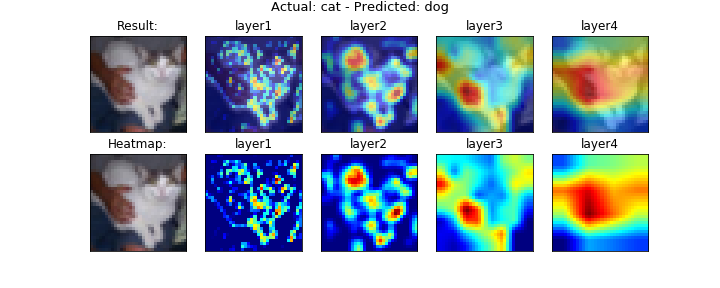 Actual: cat - Predicted: dog
Result: layer1 layer2 layer3 layer4
Heatmap: layer1 layer2 layer3 layer4